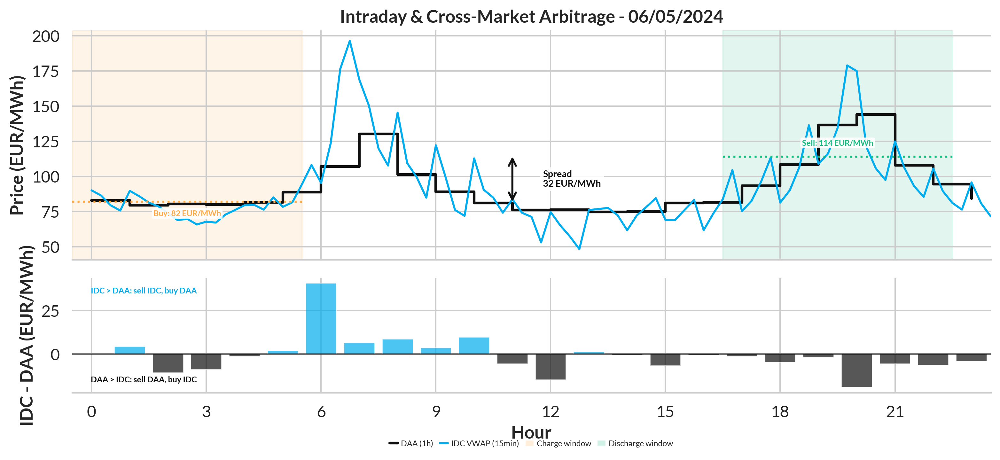 Intraday & Cross-Market Arbitrage - 06/05/2024
Price (EUR/MWh)
200
175
150
125
100
75
50
Buy: 82 EUR/MWh
Spread
32 EUR/MWh
Sell: 114 EUR/MWh
IDC - DAA (EUR/MWh)
25
0
IDC > DAA: sell IDC, buy DAA
DAA > IDC: sell DAA, buy IDC
0 3 6 9 12 15 18 21
Hour
DAA (1h) IDC VWAP (15min) Charge window Discharge window